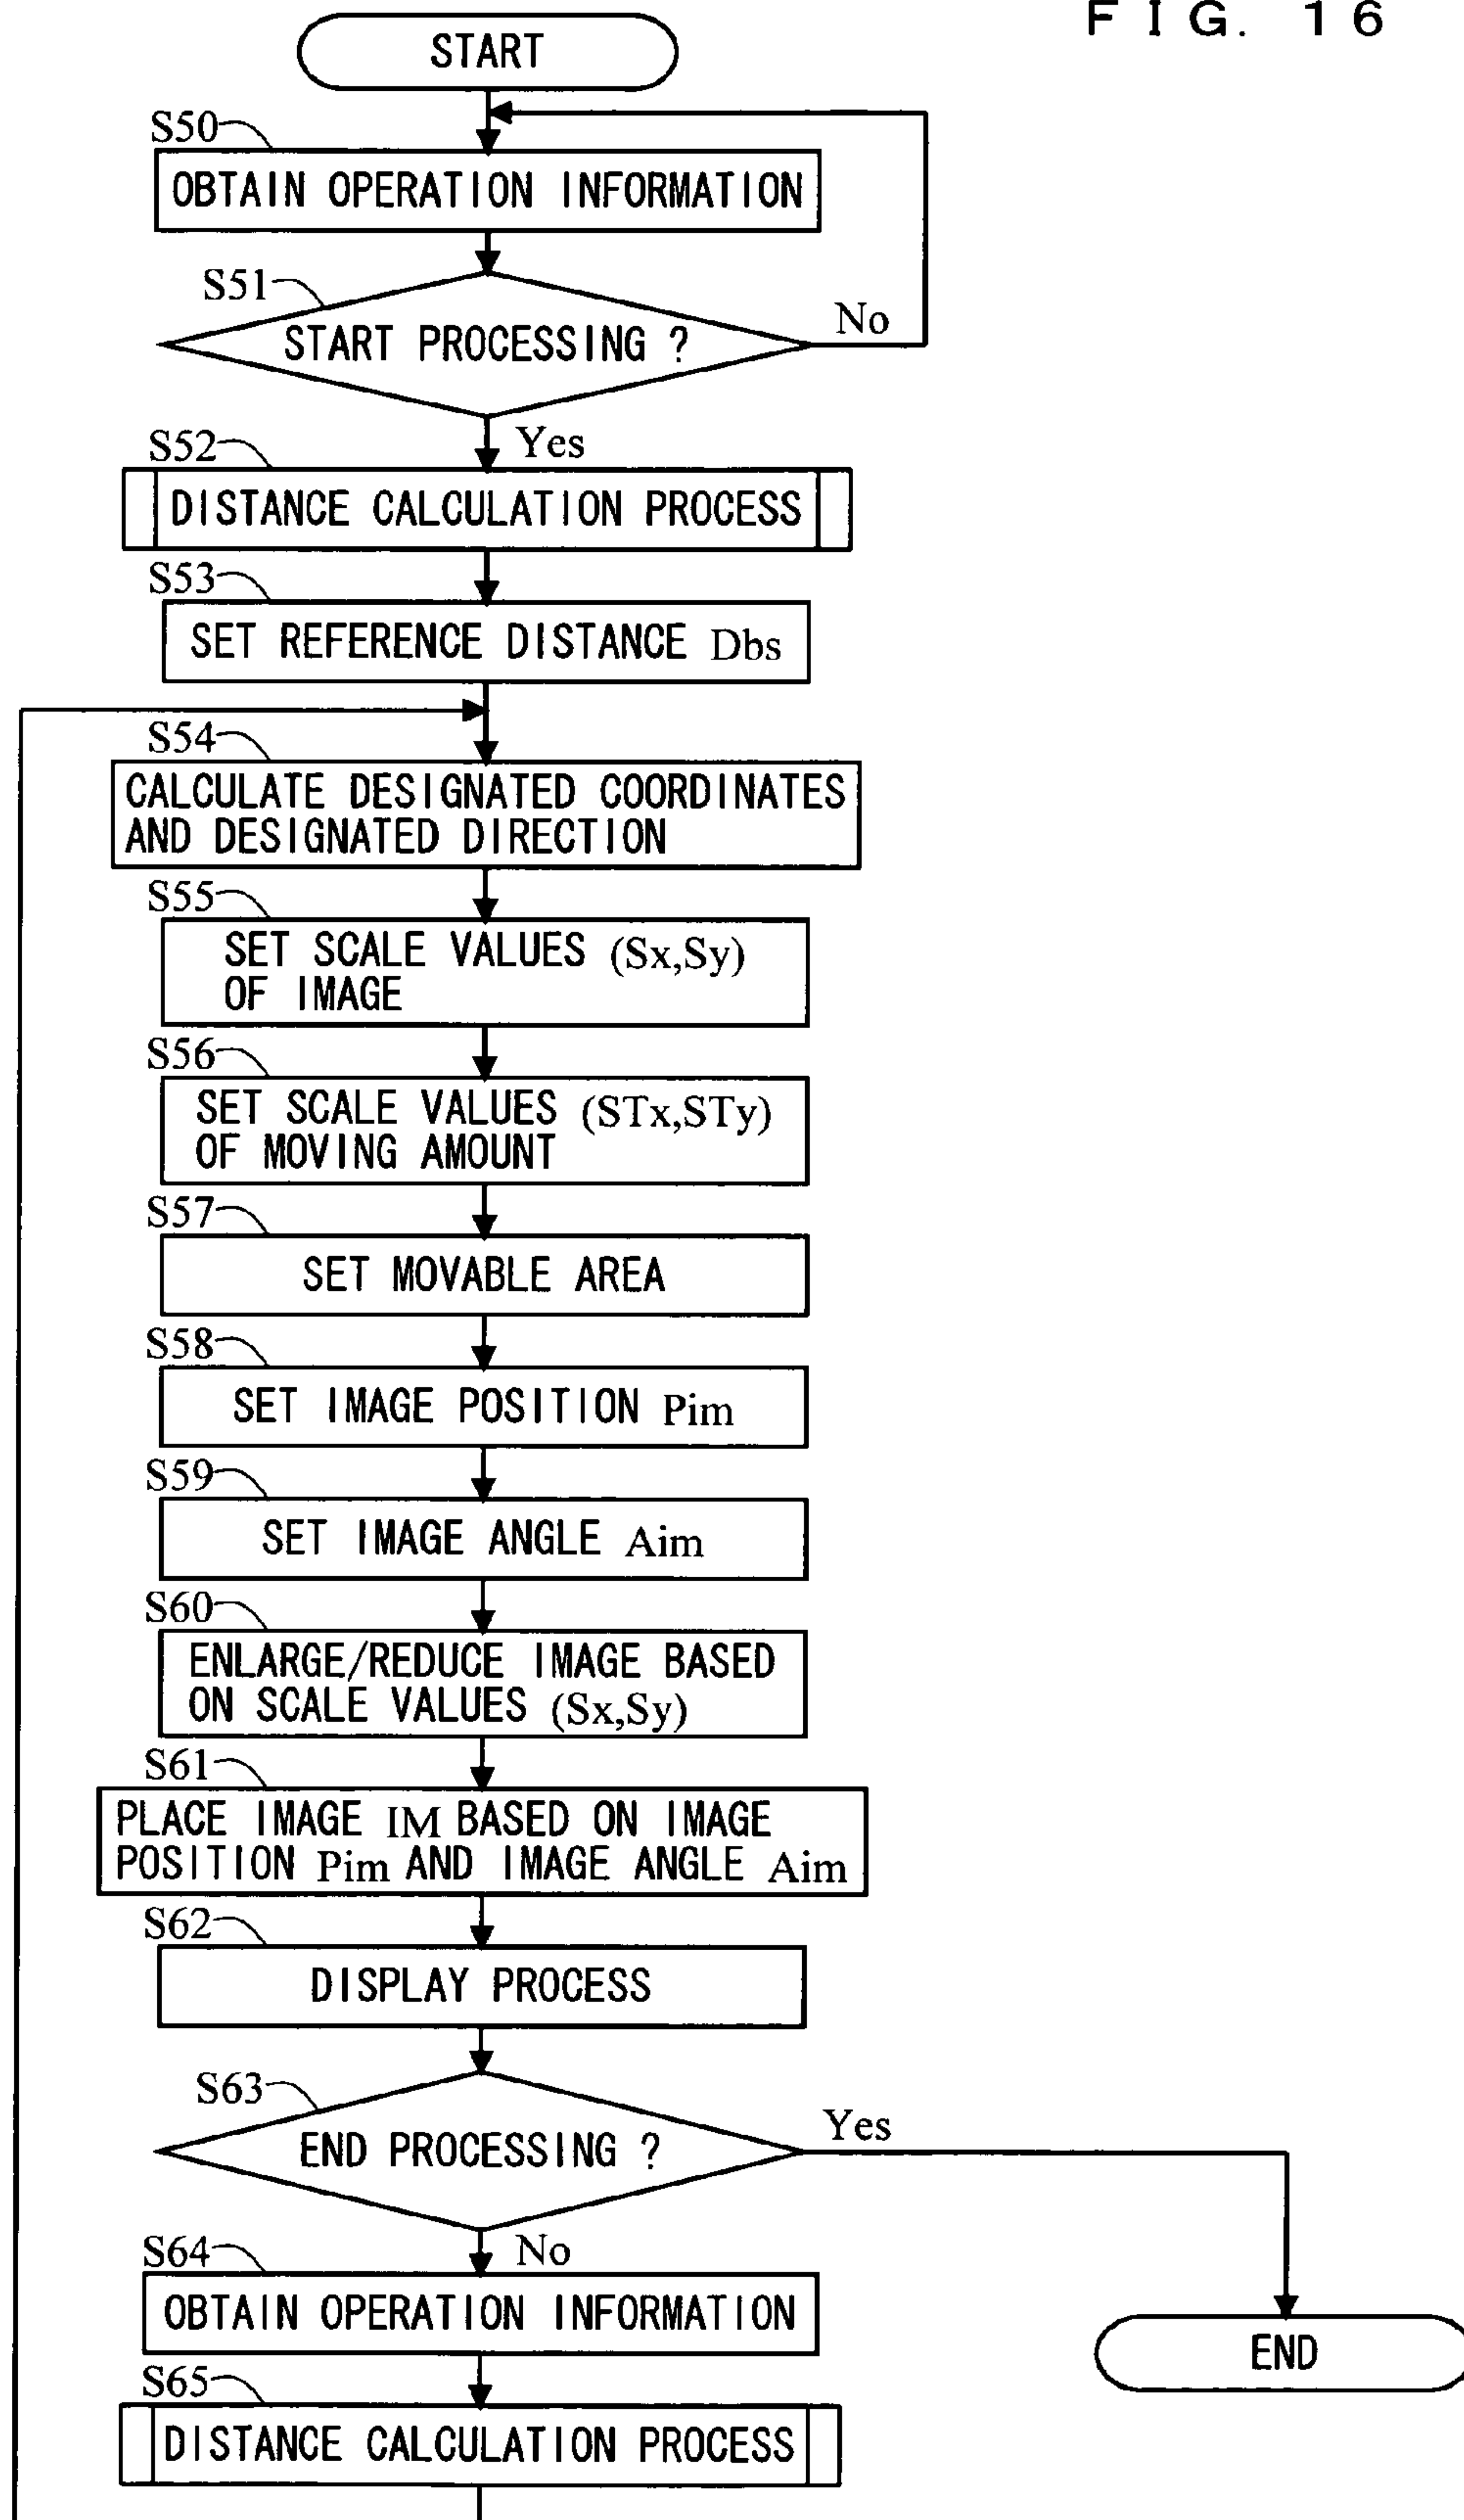 FIG. 16
START
S50
OBTAIN OPERATION INFORMATION
S51
START PROCESSING ?
No
Yes
S52
DISTANCE CALCULATION PROCESS
S53
SET REFERENCE DISTANCE Dbs
S54
CALCULATE DESIGNATED COORDINATES
AND DESIGNATED DIRECTION
S55
SET SCALE VALUES (Sx,Sy)
OF IMAGE
S56
SET SCALE VALUES (STx,STy)
OF MOVING AMOUNT
S57
SET MOVABLE AREA
S58
SET IMAGE POSITION Pim
S59
SET IMAGE ANGLE Aim
S60
ENLARGE/REDUCE IMAGE BASED
ON SCALE VALUES (Sx,Sy)
S61
PLACE IMAGE IM BASED ON IMAGE
POSITION Pim AND IMAGE ANGLE Aim
S62
DISPLAY PROCESS
S63
END PROCESSING ?
Yes
No
S64
OBTAIN OPERATION INFORMATION
END
S65
DISTANCE CALCULATION PROCESS